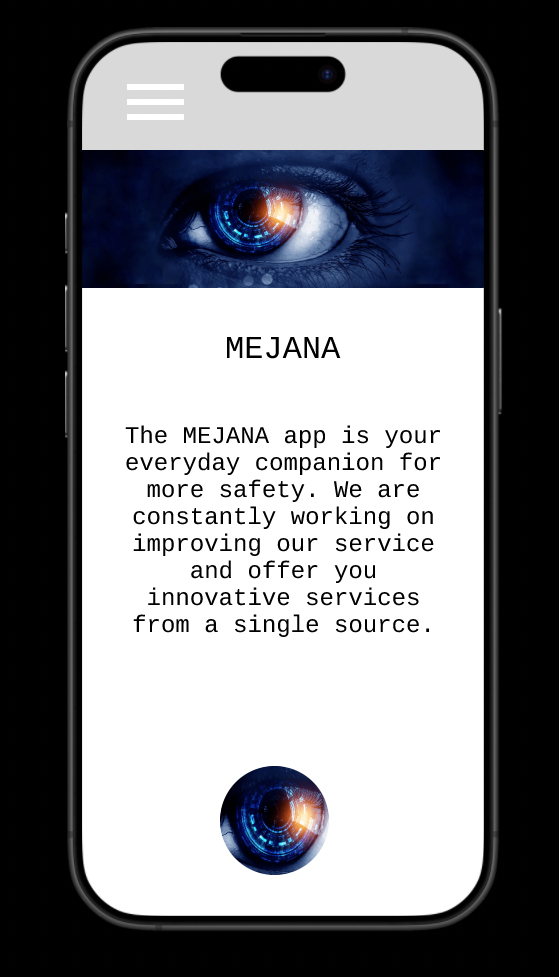 MEJANA
The MEJANA app is your
everyday companion for
more safety. We are
constantly working on
improving our service
and offer you
innovative services
from a single source.